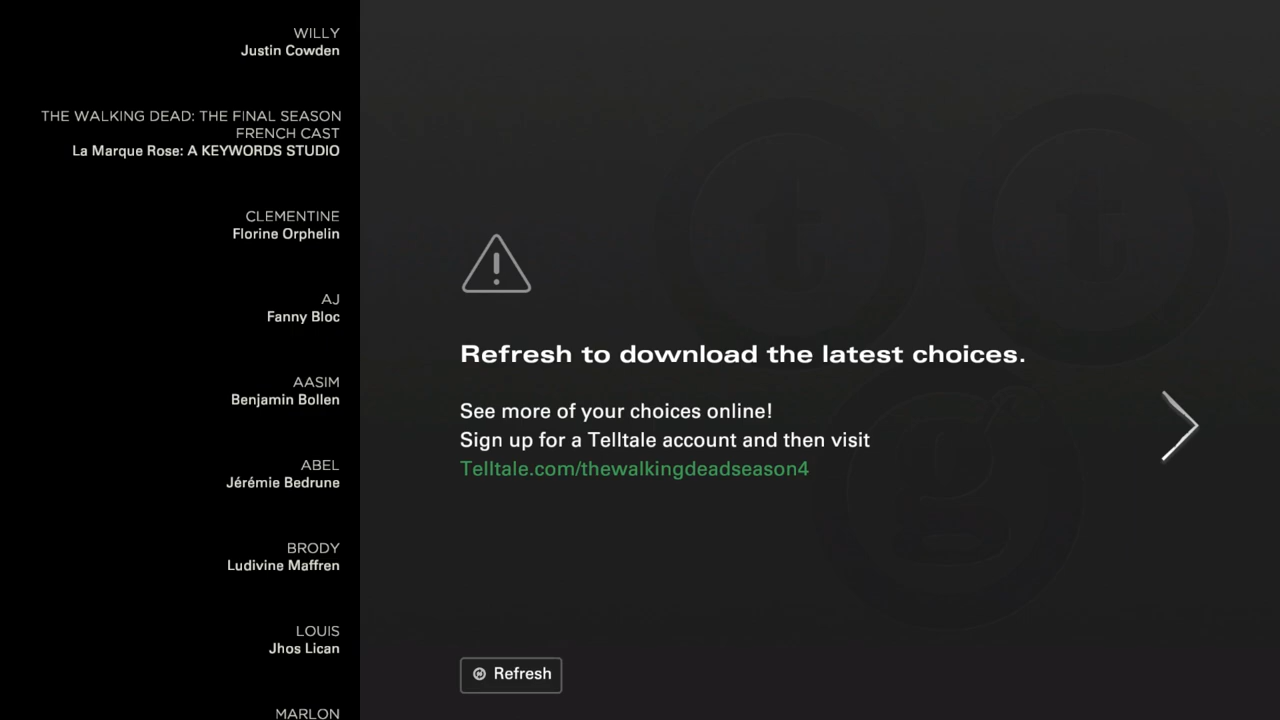 WILLY
Justin Cowden
THE WALKING DEAD: THE FINAL SEASON
FRENCH CAST
La Marque Rose: A KEYWORDS STUDIO
CLEMENTINE
Florine Orphelin
AJ
Fanny Bloc
AASIM
Benjamin Bollen
ABEL
Jérémie Bedrune
BRODY
Ludivine Maffren
LOUIS
Jhos Lican
MARLON
t t
g
Refresh to download the latest choices.
See more of your choices online!
Sign up for a Telltale account and then visit
Telltale.com/thewalkingdeadseason4
Refresh